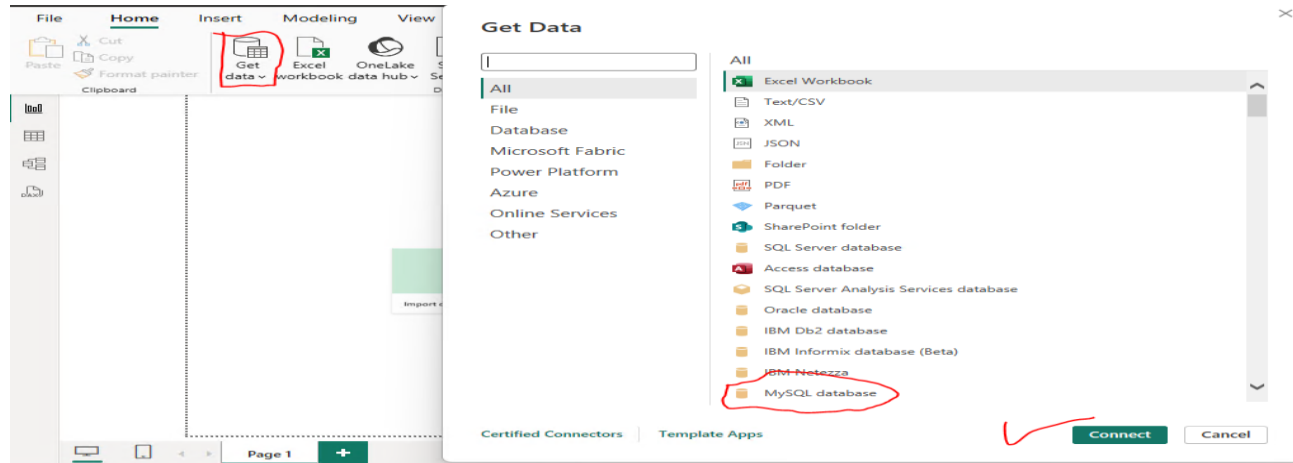 File Home Insert Modeling View
Cut
Copy
Paste
Format painter
Clipboard
Get data
Excel workbook
OneLake data hub
Import
Page 1
Get Data
All
File
Database
Microsoft Fabric
Power Platform
Azure
Online Services
Other
All
Excel Workbook
Text/CSV
XML
JSON
Folder
PDF
Parquet
SharePoint folder
SQL Server database
Access database
SQL Server Analysis Services database
Oracle database
IBM Db2 database
IBM Informix database (Beta)
IBM Netezza
MySQL database
Certified Connectors
Template Apps
Connect
Cancel